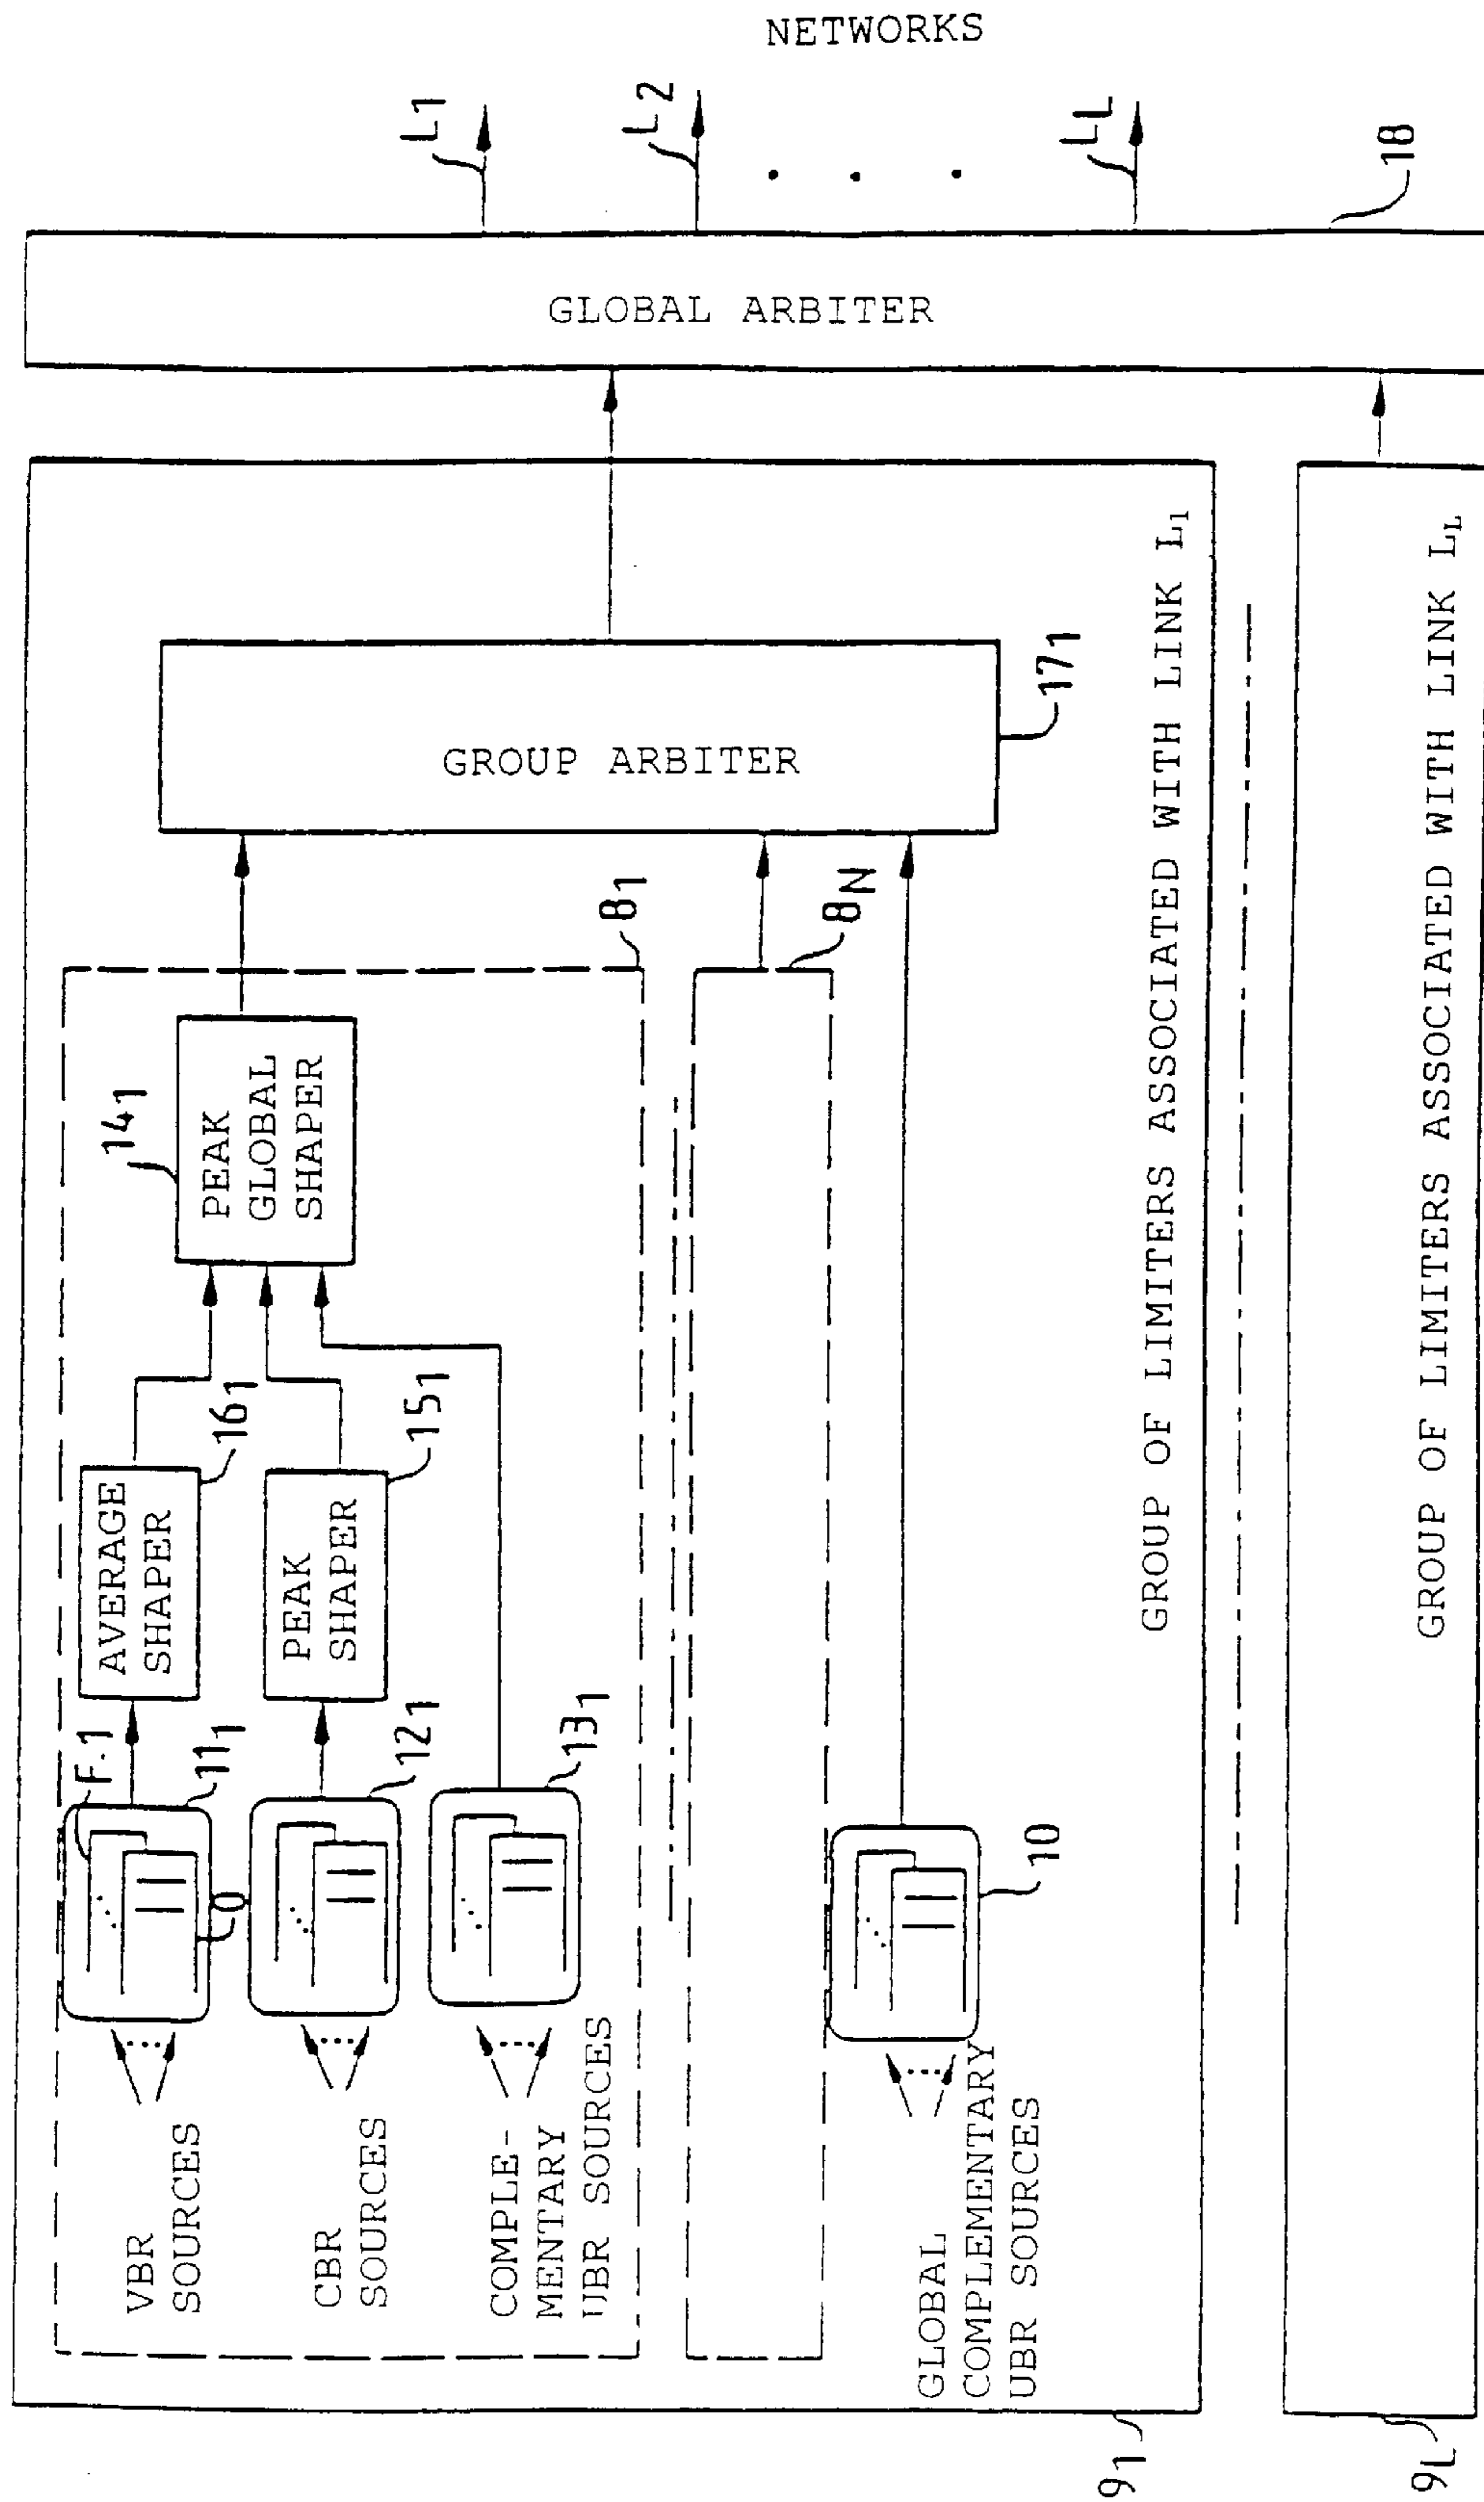 VBR
SOURCES
F-1
0
11₁
AVERAGE
SHAPER
16₁
CBR
SOURCES
12₁
PEAK
SHAPER
15₁
COMPLE-
MENTARY
UBR SOURCES
13₁
14₁
PEAK
GLOBAL
SHAPER
8₁
8N
GLOBAL
COMPLEMENTARY
UBR SOURCES
10
GROUP ARBITER
17₁
GROUP OF LIMITERS ASSOCIATED WITH LINK L₁
9₁
GROUP OF LIMITERS ASSOCIATED WITH LINK LL
9L
GLOBAL ARBITER
18
L1
L2
LL
NETWORKS